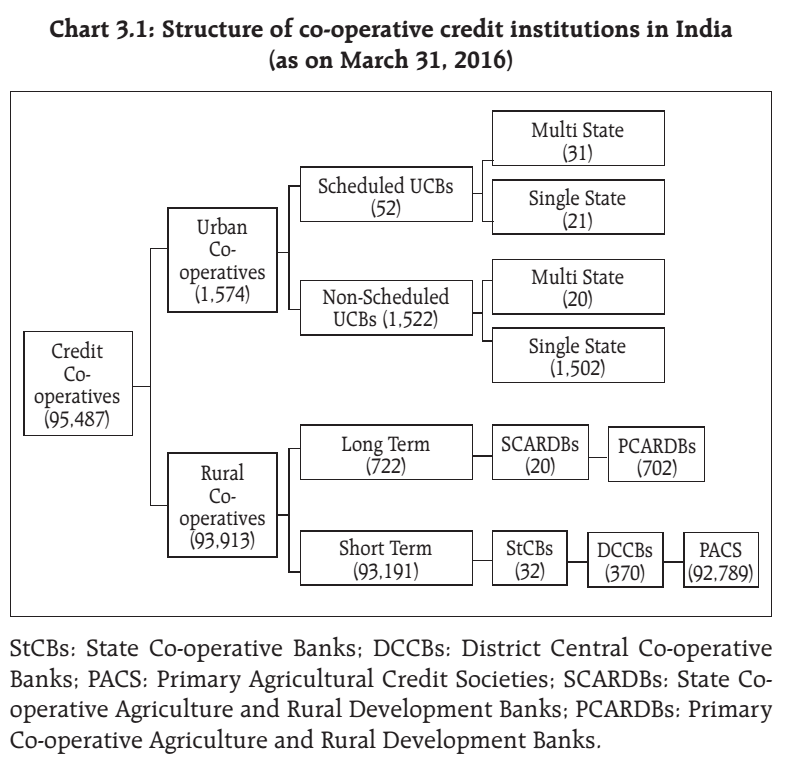 Chart 3.1: Structure of co-operative credit institutions in India
(as on March 31, 2016)
Credit
Co-
operatives
(95,487)
Urban
Co-
operatives
(1,574)
Scheduled UCBs
(52)
Multi State
(31)
Single State
(21)
Non-Scheduled
UCBs (1,522)
Multi State
(20)
Single State
(1,502)
Rural
Co-
operatives
(93,913)
Long Term
(722)
SCARDBs
(20)
PCARDBs
(702)
Short Term
(93,191)
StCBs
(32)
DCCBs
(370)
PACS
(92,789)
StCBs: State Co-operative Banks; DCCBs: District Central Co-operative
Banks; PACS: Primary Agricultural Credit Societies; SCARDBs: State Co-
operative Agriculture and Rural Development Banks; PCARDBs: Primary
Co-operative Agriculture and Rural Development Banks.